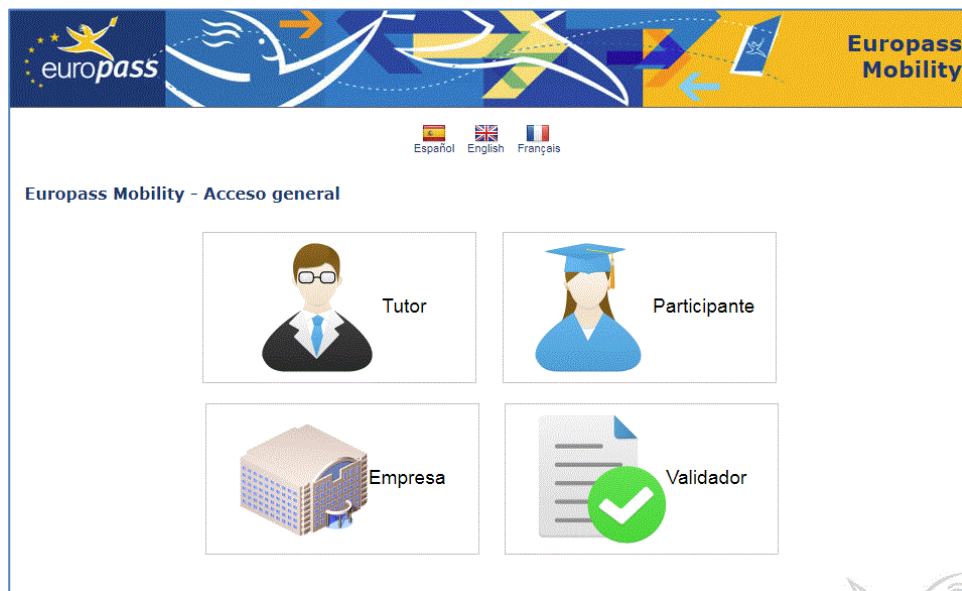 europass
Europass
Mobility
Español English Français
Europass Mobility - Acceso general
Tutor
Participante
Empresa
Validador